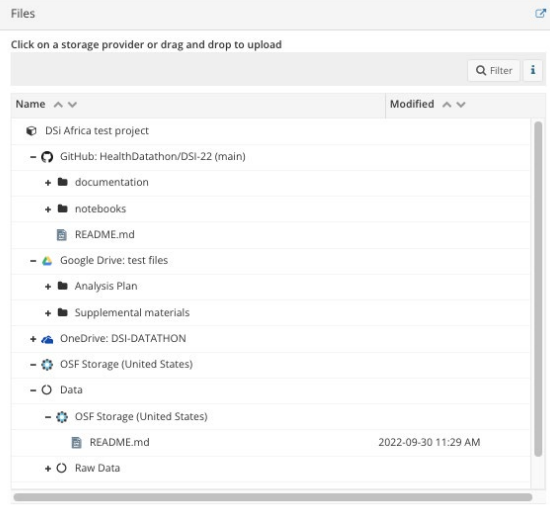 Files
Click on a storage provider or drag and drop to upload
Filter i
Name Modified
DSi Africa test project
GitHub: HealthDatathon/DSI-22 (main)
documentation
notebooks
README.md
Google Drive: test files
Analysis Plan
Supplemental materials
OneDrive: DSI-DATATHON
OSF Storage (United States)
Data
OSF Storage (United States)
README.md 2022-09-30 11:29 AM
Raw Data